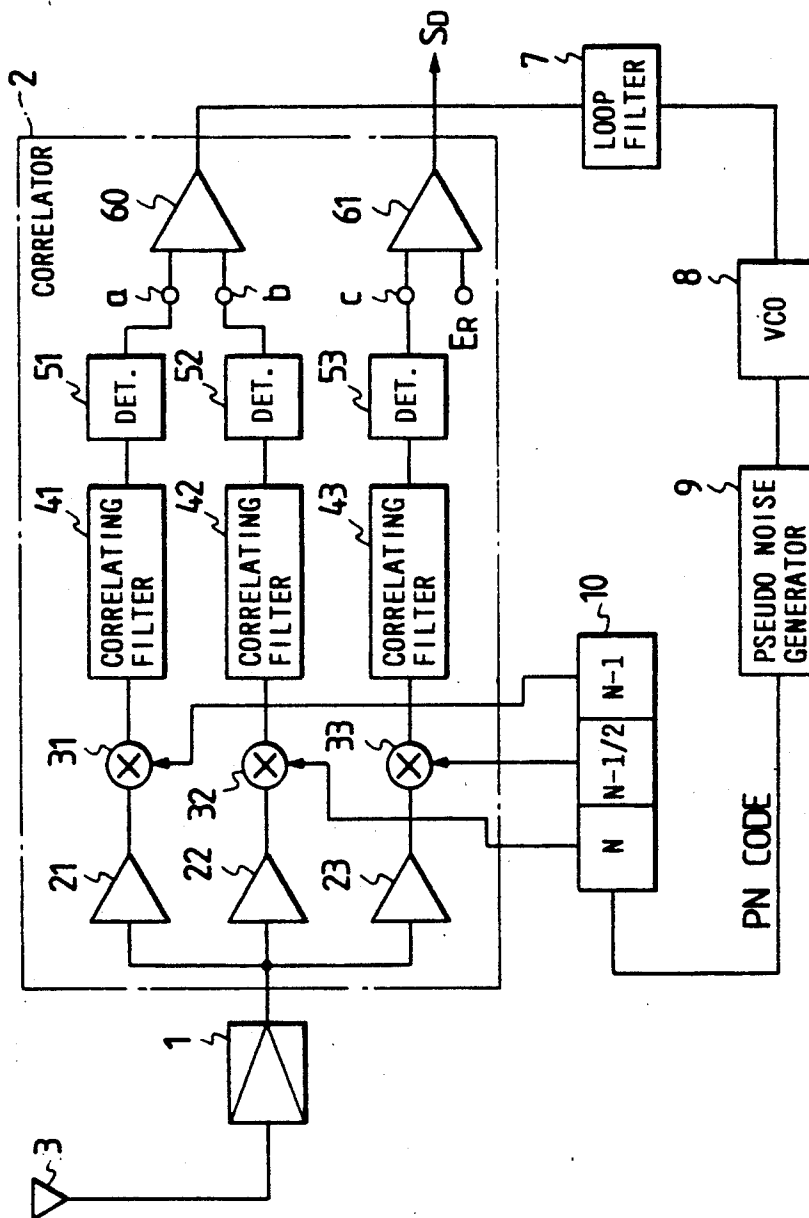 3
1
2
CORRELATOR
21
31
41
CORRELATING
FILTER
51
DET.
a
60
22
32
42
CORRELATING
FILTER
52
DET.
b
23
33
43
CORRELATING
FILTER
53
DET.
c
ER
61
SD
7
LOOP
FILTER
10
N
N-1/2
N-1
PN CODE
9
PSEUDO NOISE
GENERATOR
8
VCO